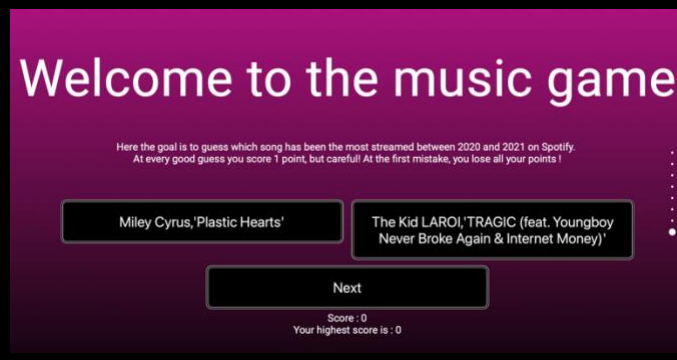 Welcome to the music game
Here the goal is to guess which song has been the most streamed between 2020 and 2021 on Spotify.
At every good guess you score 1 point, but careful! At the first mistake, you lose all your points !
Miley Cyrus,'Plastic Hearts'
The Kid LAROI,'TRAGIC (feat. Youngboy
Never Broke Again & Internet Money)'
Next
Score : 0
Your highest score is : 0